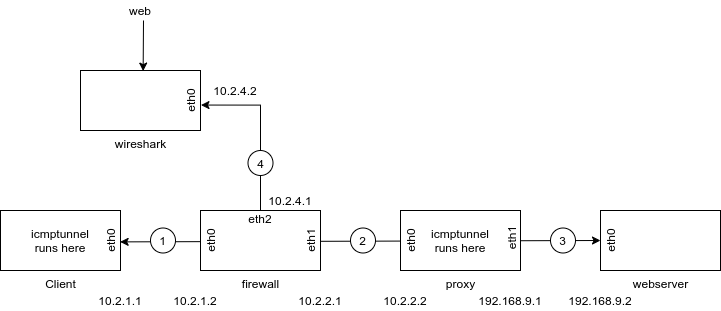 web
eth0
10.2.4.2
wireshark
4
10.2.4.1
eth2
icmptunnel
runs here
eth0
1
eth0
eth1
2
eth0
icmptunnel
runs here
eth1
3
eth0
Client
firewall
proxy
webserver
10.2.1.1
10.2.1.2
10.2.2.1
10.2.2.2
192.168.9.1
192.168.9.2